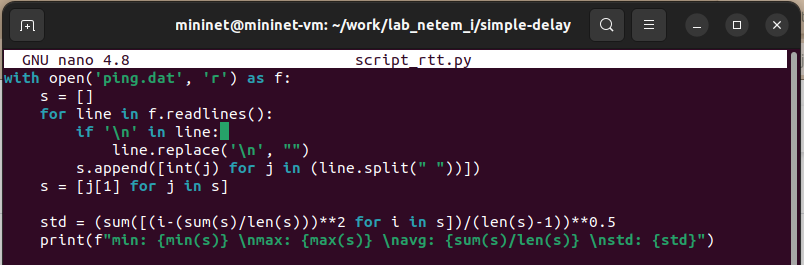 mininet@mininet-vm: ~/work/lab_netem_i/simple-delay
GNU nano 4.8 script_rtt.py
with open('ping.dat', 'r') as f:
    s = []
    for line in f.readlines():
        if '\n' in line:
            line.replace('\n', "")
        s.append([int(j) for j in (line.split(" "))])
    s = [j[1] for j in s]
    std = (sum([(i-(sum(s)/len(s)))**2 for i in s])/(len(s)-1))**0.5
    print(f"min: {min(s)} \nmax: {max(s)} \navg: {sum(s)/len(s)} \nstd: {std}")